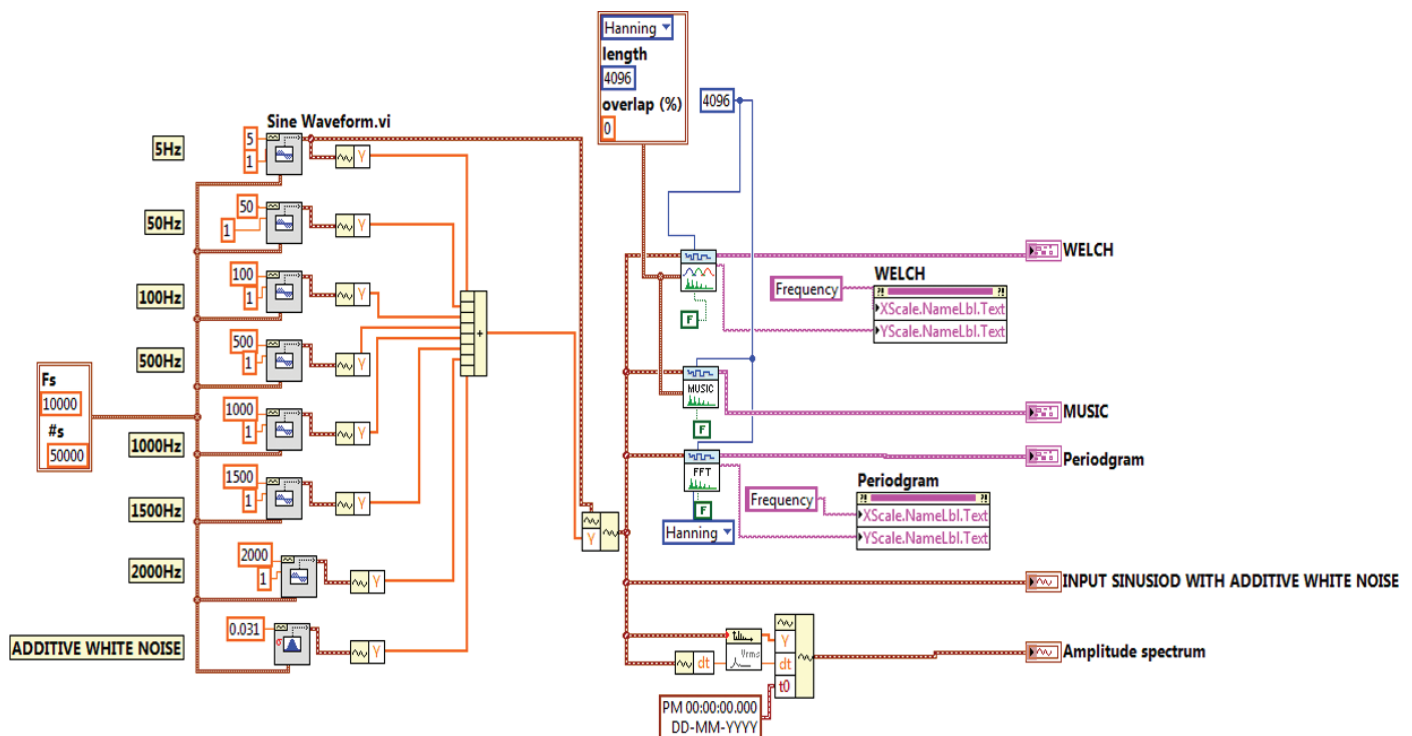 Hanning
length
4096
overlap (%)
0
4096
Sine Waveform.vi
5Hz
5
1
Y
50Hz
50
1
Y
100Hz
100
1
Y
500Hz
500
1
Y
Fs
10000
#s
50000
1000Hz
1000
1
Y
1500Hz
1500
1
Y
2000Hz
2000
1
Y
ADDITIVE WHITE NOISE
0.031
σ
Y
+
Y
F
WELCH
Frequency
WELCH
?! ?!
XScale.NameLbl.Text
YScale.NameLbl.Text
MUSIC
F
MUSIC
FFT
F
Hanning
Periodgram
Frequency
Periodgram
?! ?!
XScale.NameLbl.Text
YScale.NameLbl.Text
INPUT SINUSIOD WITH ADDITIVE WHITE NOISE
dt
Vrms
Y
dt
t0
Amplitude spectrum
PM 00:00:00.000
DD-MM-YYYY